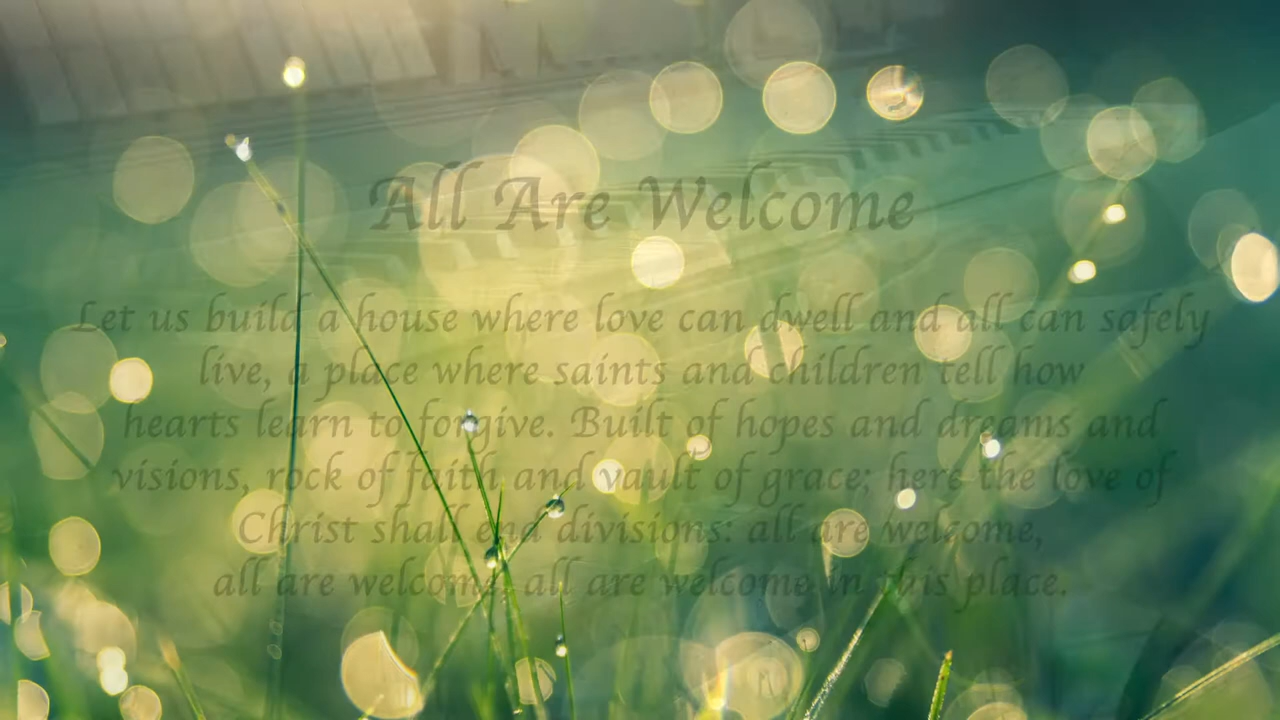 All Are Welcome
Let us build a house where love can dwell and all can safely
live, a place where saints and children tell how
hearts learn to forgive. Built of hopes and dreams and
visions, rock of faith and vault of grace; here the love of
Christ shall end divisions: all are welcome,
all are welcome, all are welcome in this place.